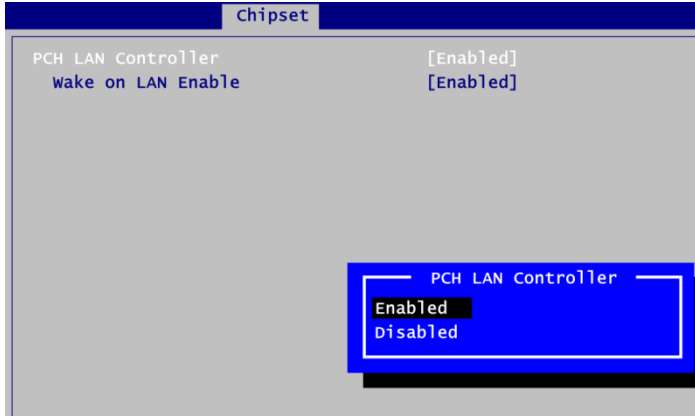 Chipset
PCH LAN Controller [Enabled]
Wake on LAN Enable [Enabled]
PCH LAN Controller
Enabled
Disabled